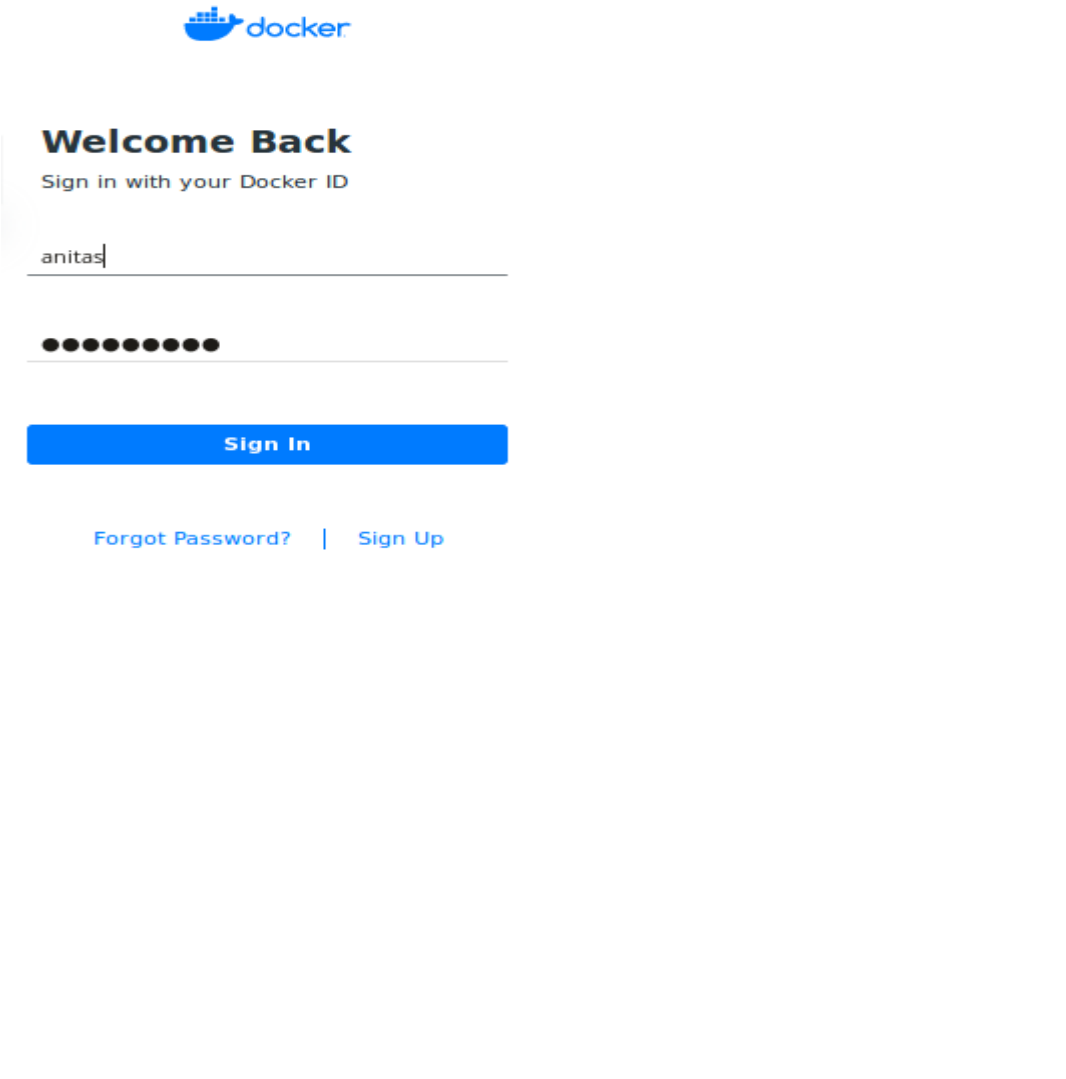 docker
Welcome Back
Sign in with your Docker ID
anitas
●●●●●●●●●
Sign In
Forgot Password? | Sign Up